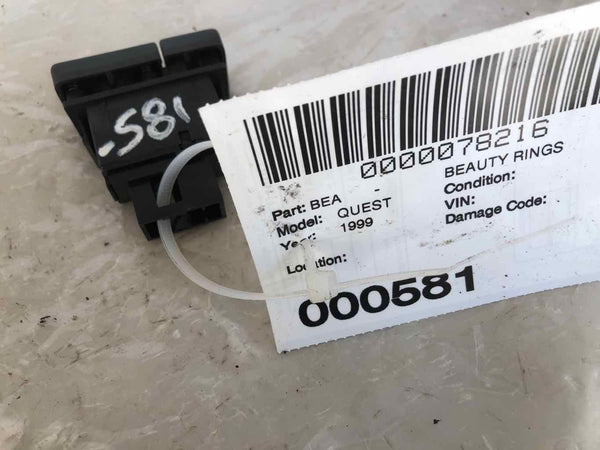 -581
0000078216
Part: BEA - BEAUTY RINGS
Model: QUEST Condition:
Year: 1999 VIN:
Damage Code:
Location:
000581